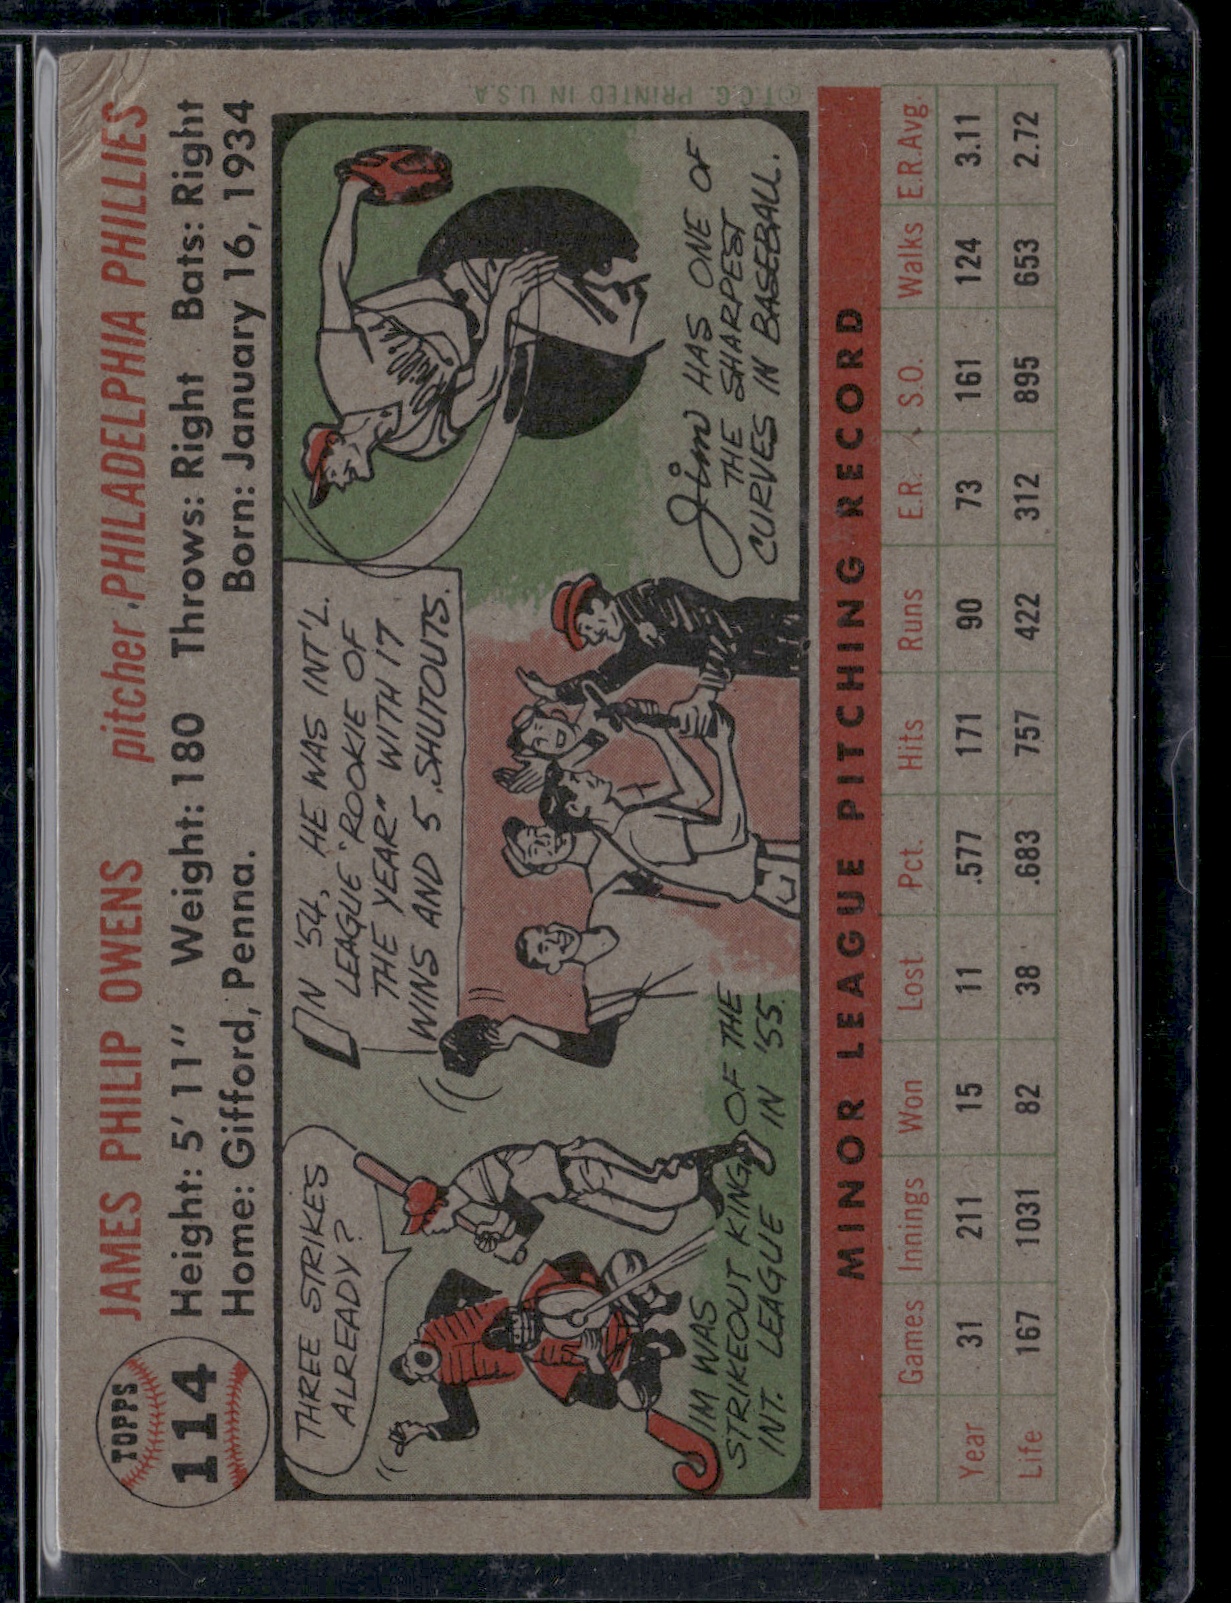 TOPPS
114
JAMES PHILIP OWENS pitcher PHILADELPHIA PHILLIES
Height: 5' 11" Weight: 180 Throws: Right Bats: Right
Home: Gifford, Penna. Born: January 16, 1934
THREE STRIKES
ALREADY?
JIM WAS
STRIKEOUT KING OF THE
INT. LEAGUE IN '55.
IN '54, HE WAS INT'L.
LEAGUE "ROOKIE OF
THE YEAR" WITH 17
WINS AND 5 SHUTOUTS.
Jim HAS ONE OF
THE SHARPEST
CURVES IN BASEBALL.
©T.C.G. PRINTED IN U.S.A.
MINOR LEAGUE PITCHING RECORD
Games Innings Won Lost Pct. Hits Runs E.R. S.O. Walks E.R.Avg.
Year 31 211 15 11 .577 171 90 73 161 124 3.11
Life 167 1031 82 38 .683 757 422 312 895 653 2.72